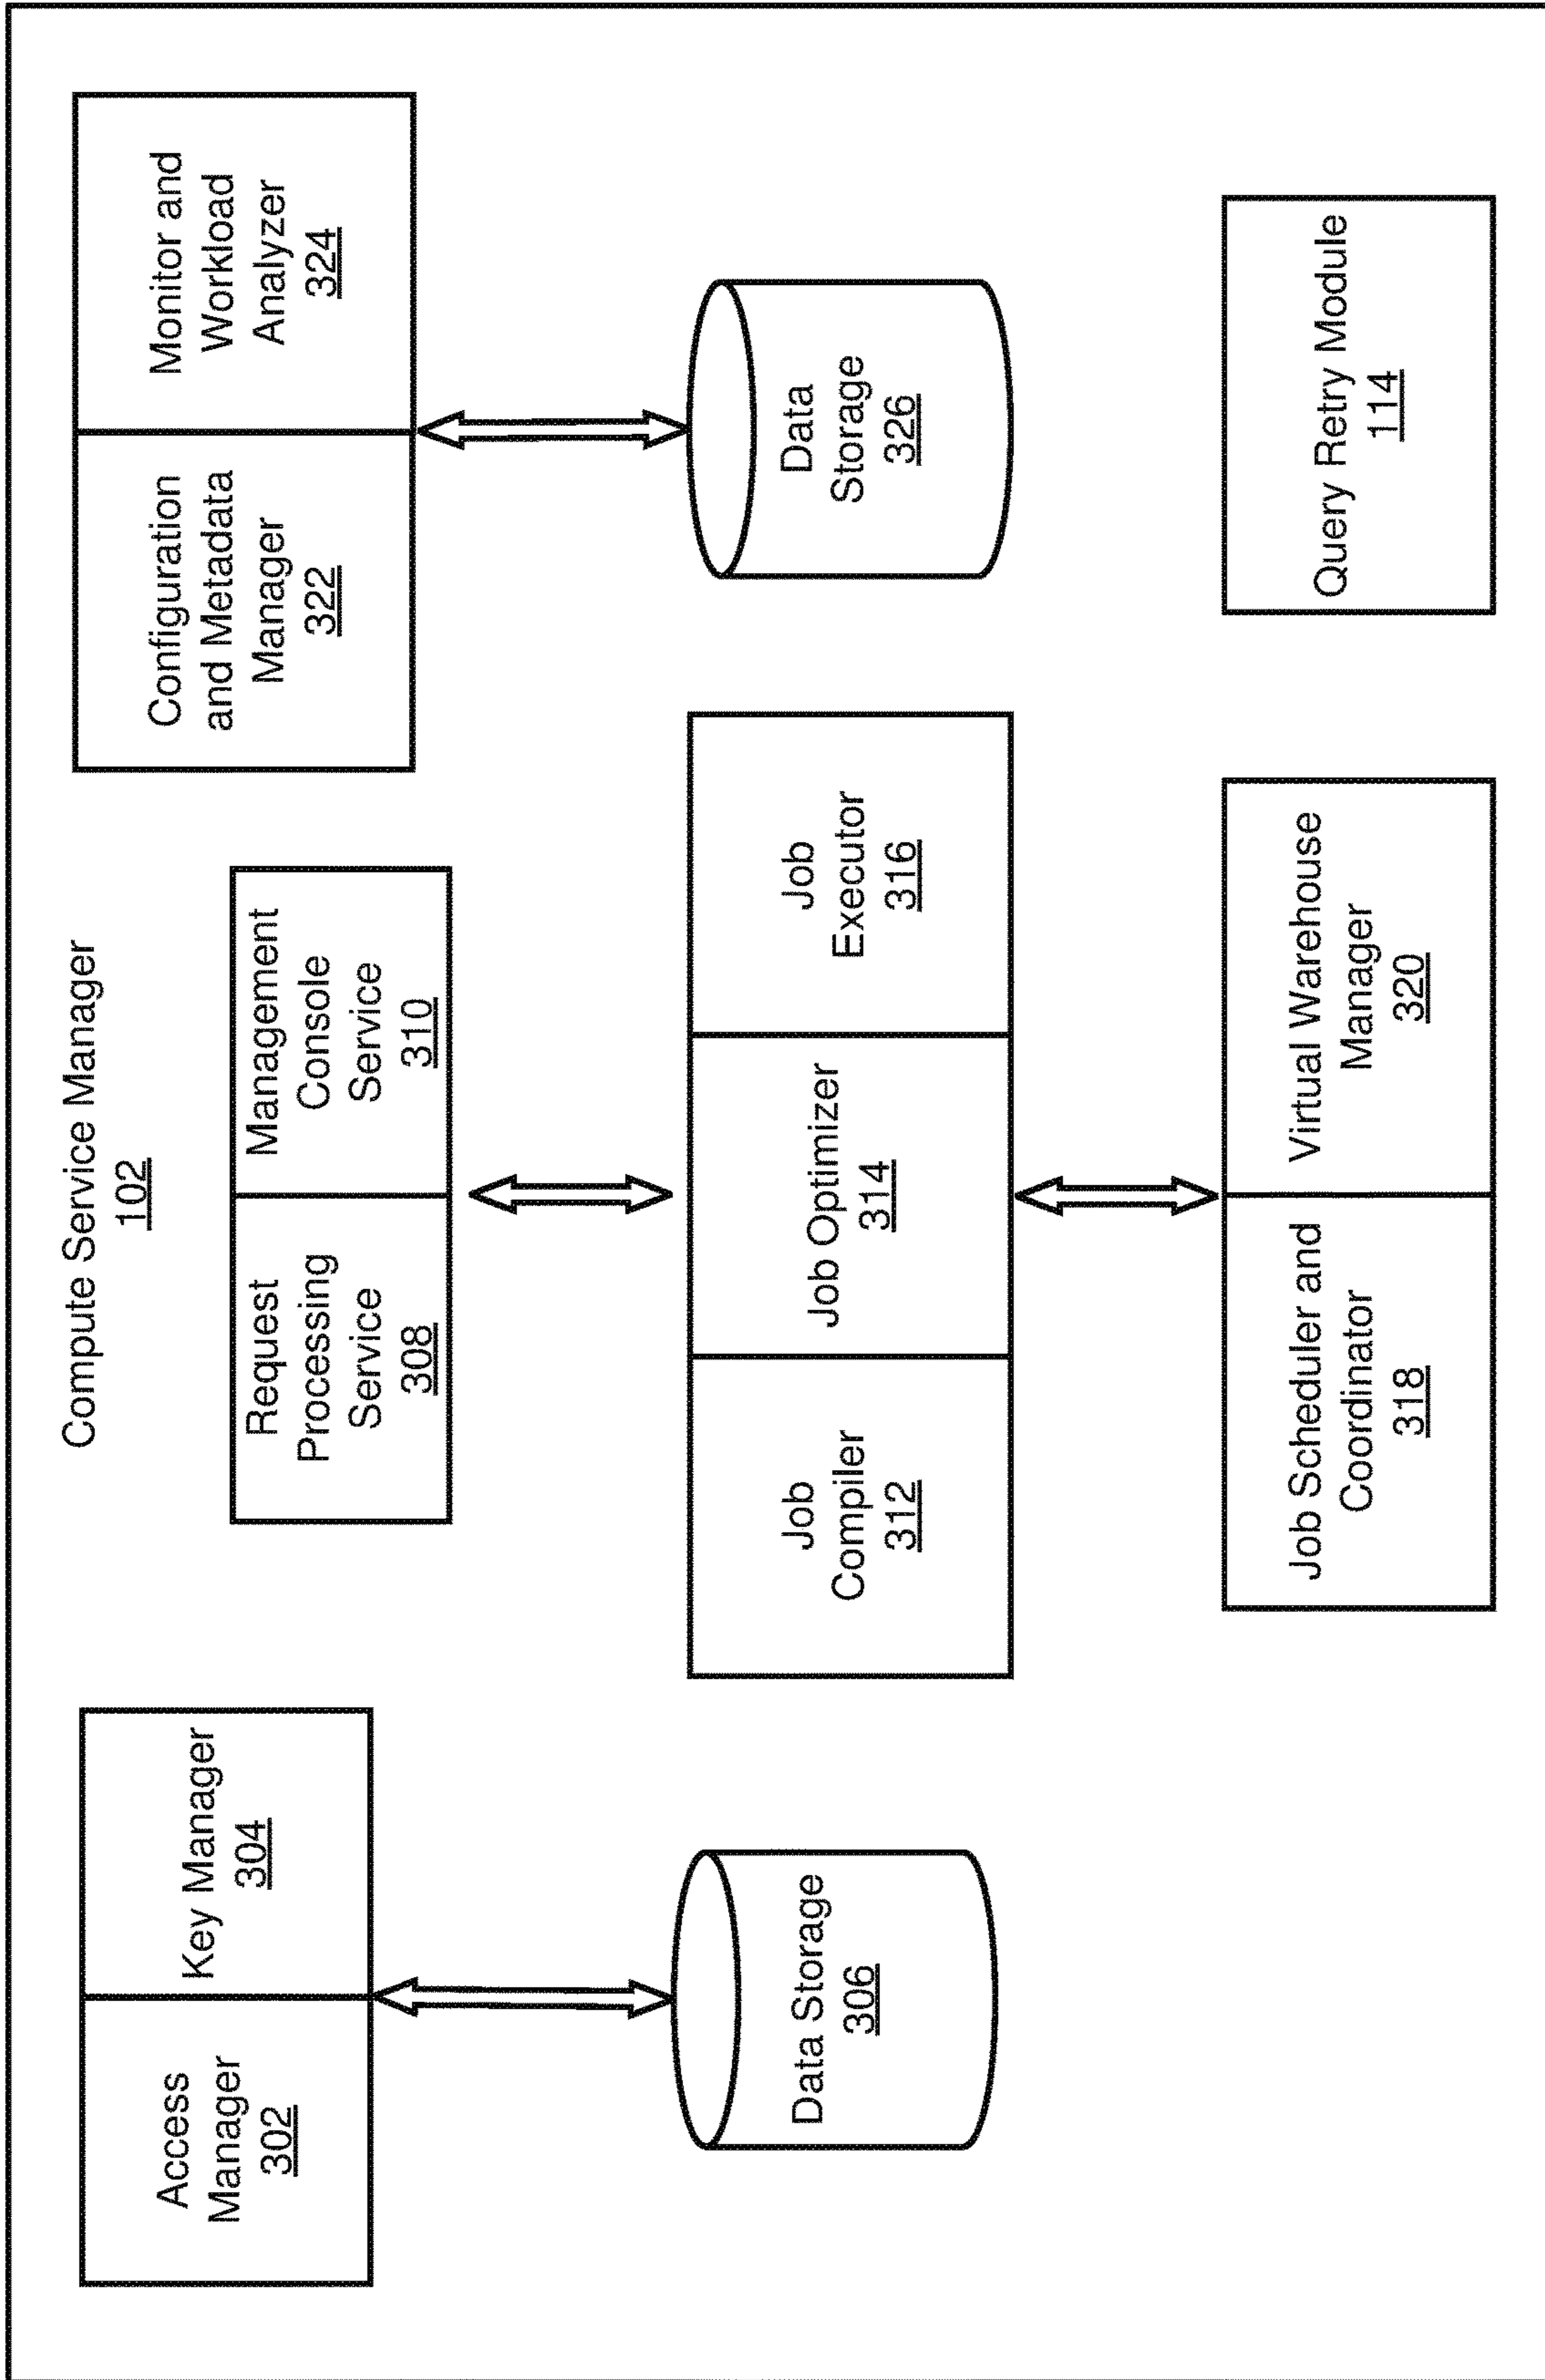 Compute Service Manager
102
Access
Manager
302
Key Manager
304
Request
Processing
Service
308
Management
Console
Service
310
Configuration
and Metadata
Manager
322
Monitor and
Workload
Analyzer
324
Data Storage
306
Job
Compiler
312
Job Optimizer
314
Job
Executor
316
Data
Storage
326
Job Scheduler and
Coordinator
318
Virtual Warehouse
Manager
320
Query Retry Module
114